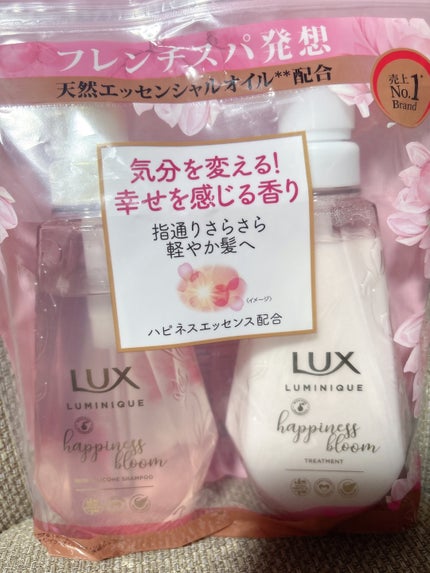 フレンチスパ発想
天然エッセンシャルオイル**配合
売上
No.1*
Brand
気分を変える!
幸せを感じる香り
指通りさらさら
軽やか髪へ
(イメージ)
ハピネスエッセンス配合
LUX
LUMINIQUE
happiness
bloom
SHAMPOO
LUX
LUMINIQUE
happiness
bloom
TREATMENT